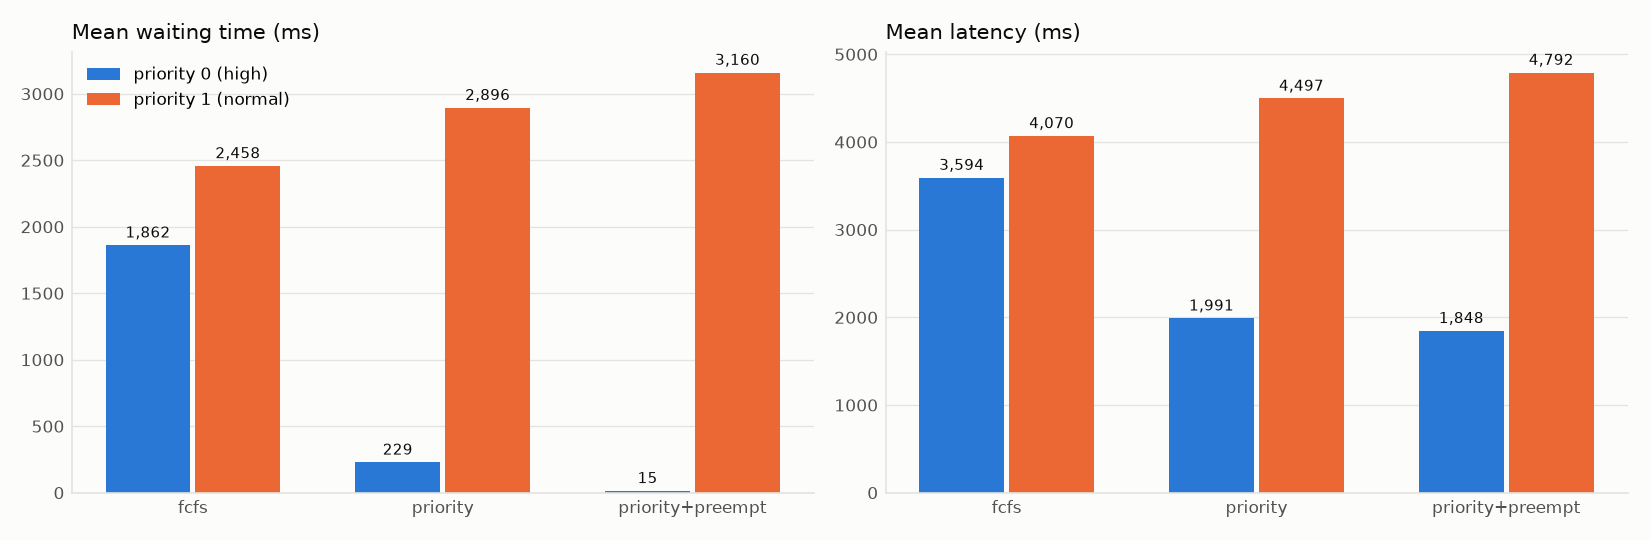 Mean waiting time (ms)
priority 0 (high)
priority 1 (normal)
3000
2500
2000
1500
1000
500
0
1,862
2,458
229
2,896
15
3,160
fcfs
priority
priority+preempt
Mean latency (ms)
5000
4000
3000
2000
1000
0
3,594
4,070
1,991
4,497
1,848
4,792
fcfs
priority
priority+preempt